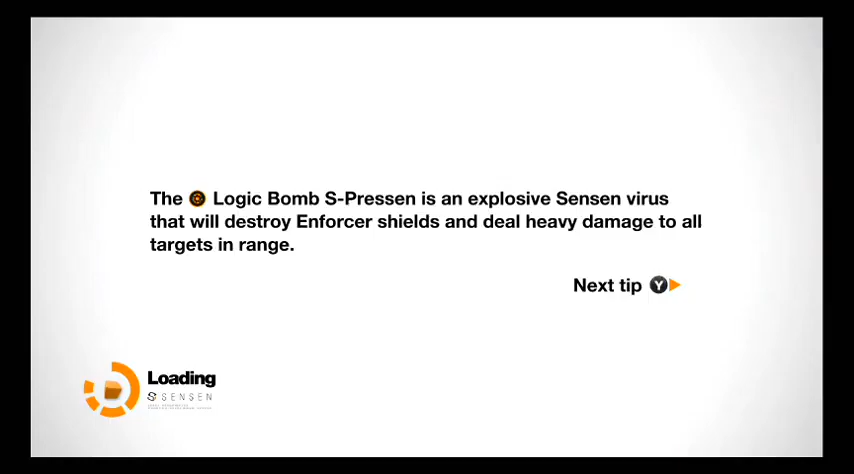 The Logic Bomb S-Pressen is an explosive Sensen virus
that will destroy Enforcer shields and deal heavy damage to all
targets in range.
Next tip Y
Loading
S SENSEN